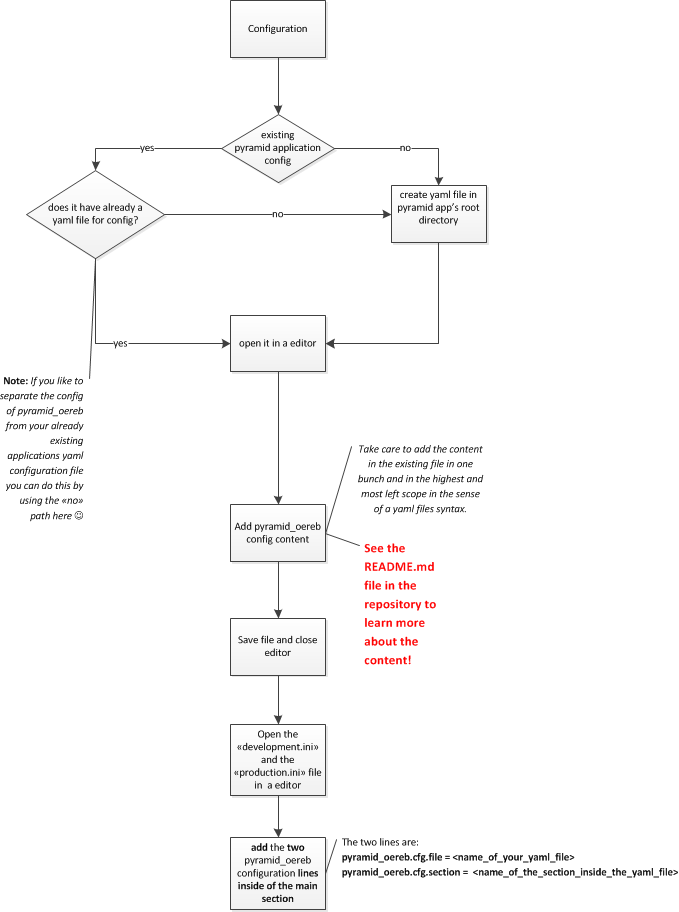 Configuration
existing
pyramid application
config
yes
no
does it have already a
yaml file for config?
no
create yaml file in
pyramid app's root
directory
yes
open it in a editor
Note: If you like to
separate the config
of pyramid_oereb
from your already
existing
applications yaml
configuration file
you can do this by
using the «no»
path here ☺
Take care to add the content
in the existing file in one
bunch and in the highest and
most left scope in the sense
of a yaml files syntax.
Add pyramid_oereb
config content
See the
README.md
file in the
repository to
learn more
about the
content!
Save file and close
editor
Open the
«development.ini»
and the
«production.ini» file
in a editor
add the two
pyramid_oereb
configuration lines
inside of the main
section
The two lines are:
pyramid_oereb.cfg.file = <name_of_your_yaml_file>
pyramid_oereb.cfg.section = <name_of_the_section_inside_the_yaml_file>